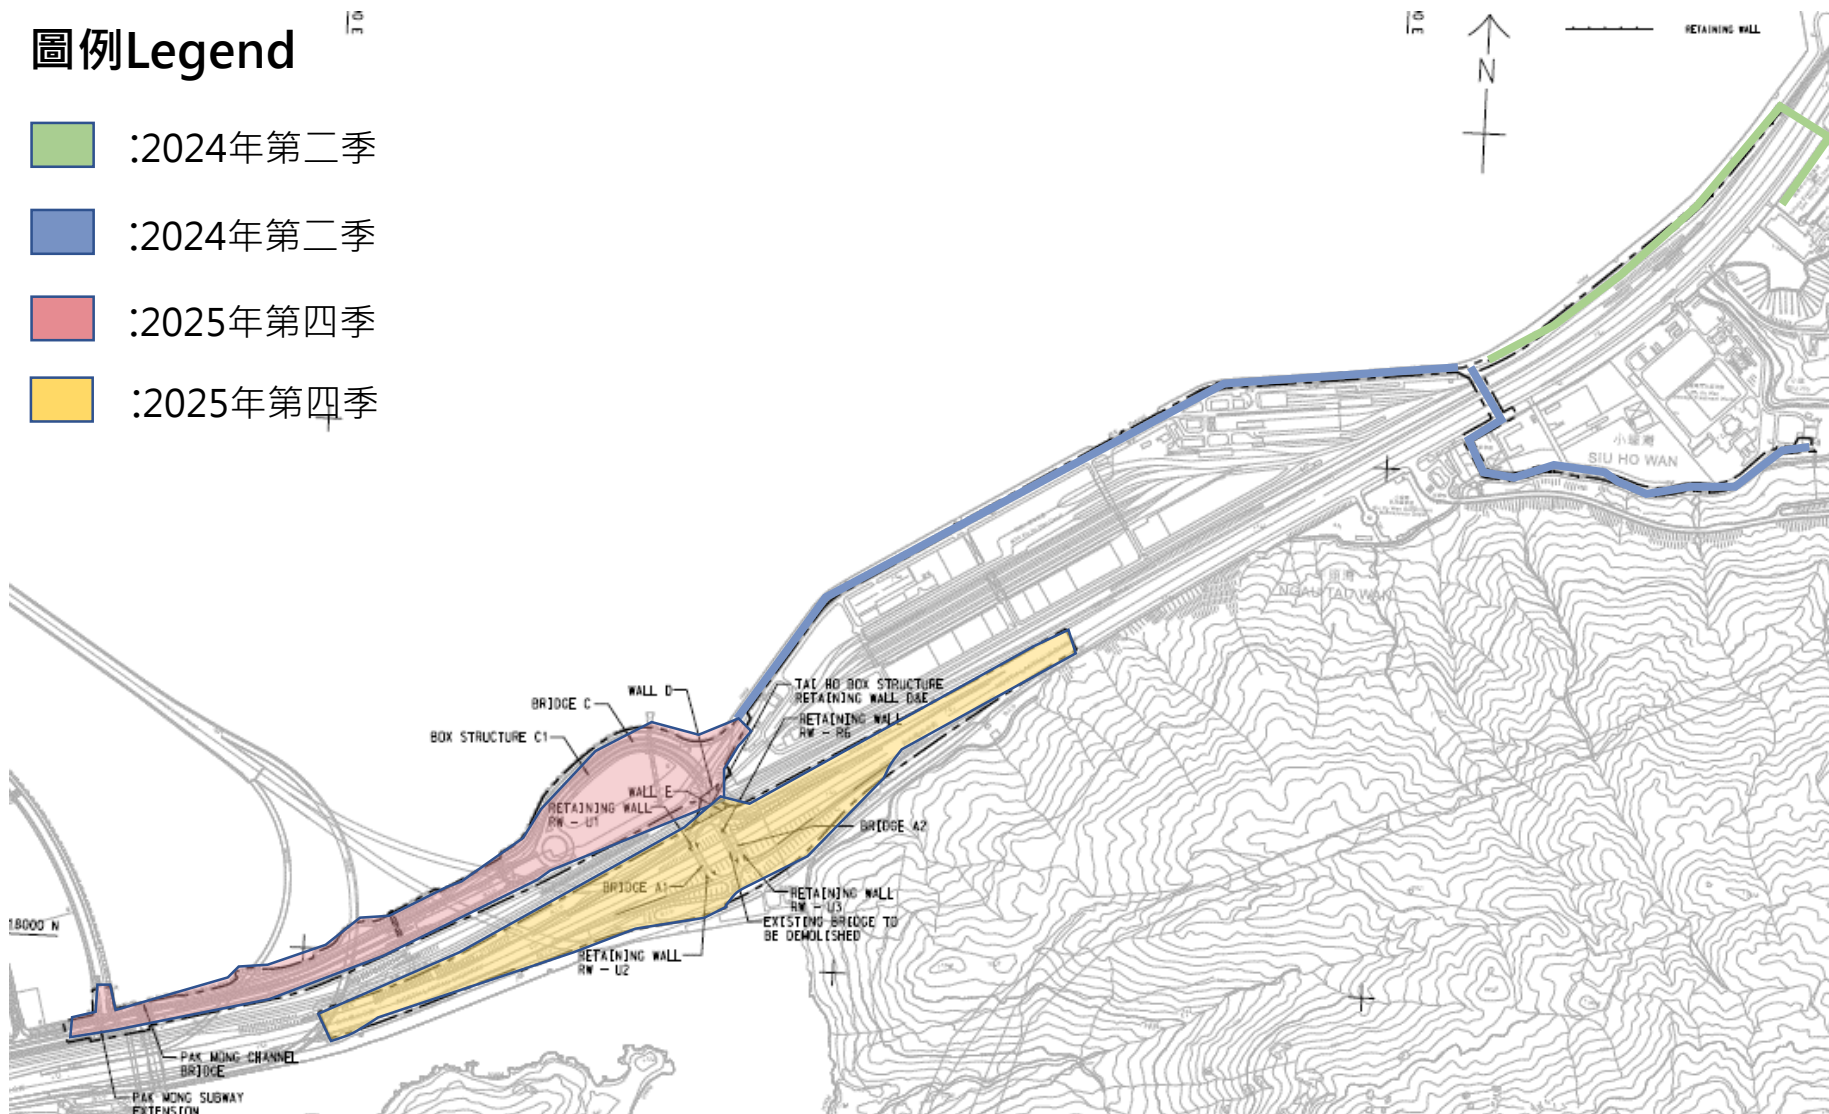 圖例Legend
:2024年第二季
:2024年第二季
:2025年第四季
:2025年第四季
N
RETAINING WALL
小蠔灣
SIU HO WAN
NGAU TAU WAN
WALL D
BRIDGE C
BOX STRUCTURE C1
TAI HO BOX STRUCTURE
RETAINING WALL D&E
RETAINING WALL
RW - R6
WALL E
RETAINING WALL
RW - U1
BRIDGE A2
BRIDGE A1
RETAINING WALL
RW - U3
EXISTING BRIDGE TO
BE DEMOLISHED
RETAINING WALL
RW - U2
18000 N
PAK MONG CHANNEL
BRIDGE
PAK MONG SUBWAY
EXTENSION